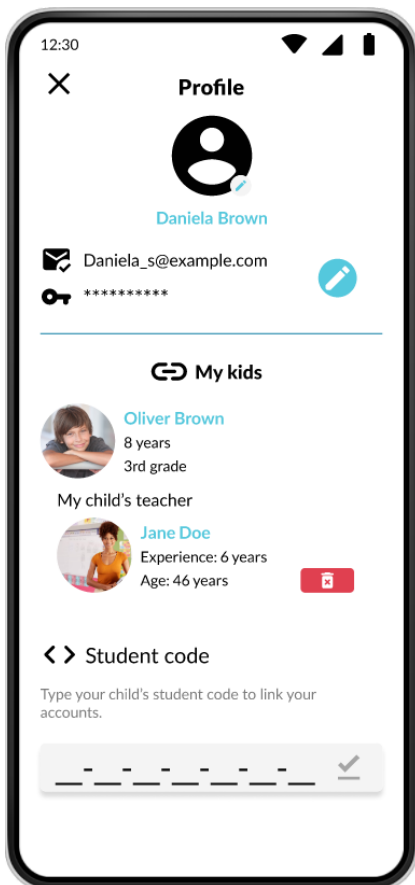 12:30
Profile
Daniela Brown
Daniela_s@example.com
**********
My kids
Oliver Brown
8 years
3rd grade
My child's teacher
Jane Doe
Experience: 6 years
Age: 46 years
Student code
Type your child's student code to link your
accounts.
_-_-_-_-_-_-_